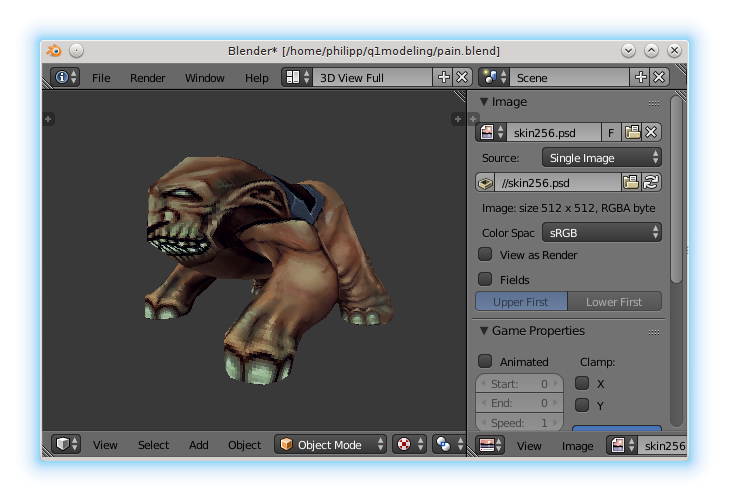 Blender* [/home/philipp/q1modeling/pain.blend]
File Render Window Help 3D View Full Scene
Image
skin256.psd F
Source: Single Image
//skin256.psd
Image: size 512 x 512, RGBA byte
Color Spac sRGB
View as Render
Fields
Upper First Lower First
Game Properties
Animated Clamp:
Start: 0 X
End: 0 Y
Speed: 1
View Select Add Object Object Mode View Image skin256